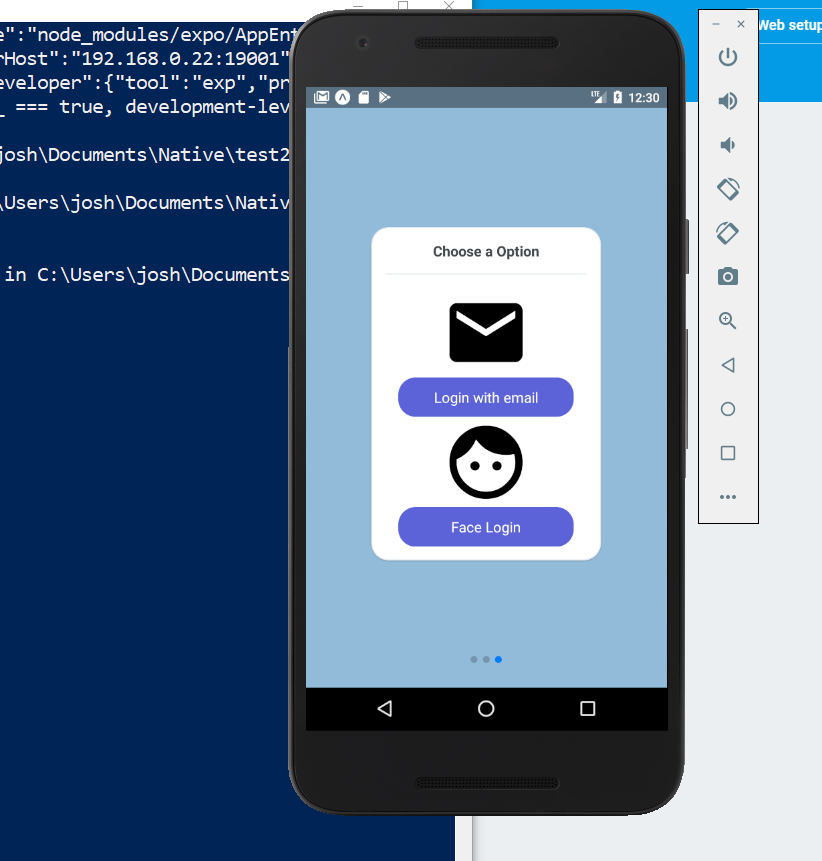 e":"node_modules/expo/AppEnt
rHost":"192.168.0.22:19001"
eveloper":{"tool":"exp","pr
_ === true, development-lev
josh\Documents\Native\test2
\Users\josh\Documents\Nativ
in C:\Users\josh\Documents
LTE 12:30
Choose a Option
Login with email
Face Login
Web setup